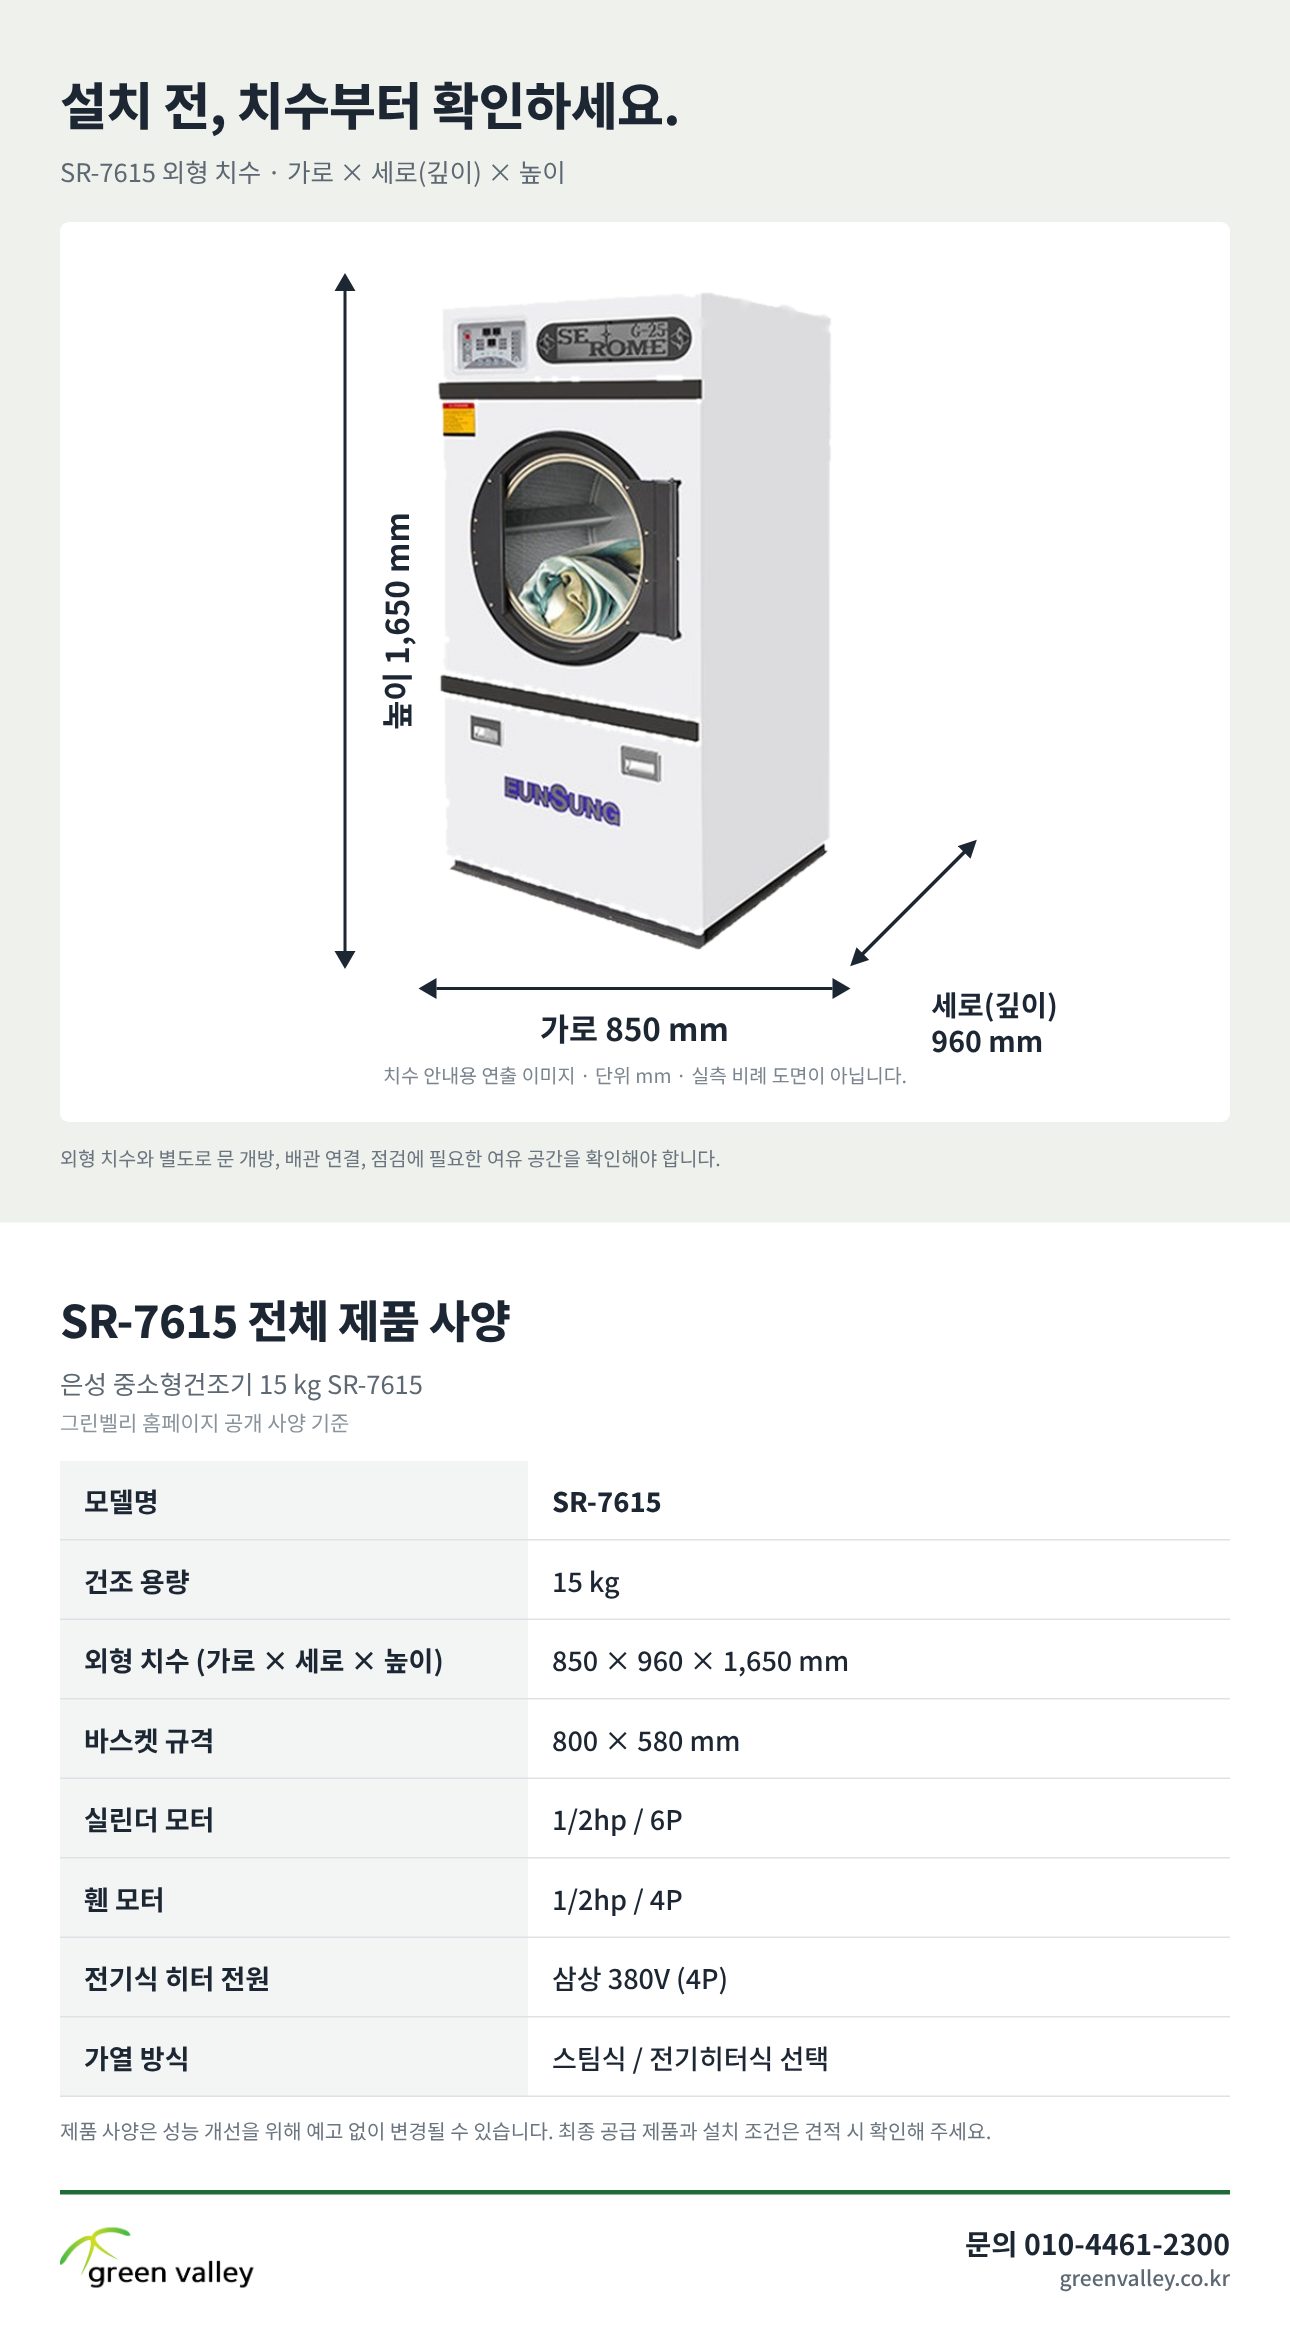 설치 전, 치수부터 확인하세요.
SR-7615 외형 치수 · 가로 × 세로(깊이) × 높이
SE ROME G-25
높이 1,650 mm
EUNSUNG
가로 850 mm
세로(깊이)
960 mm
치수 안내용 연출 이미지 · 단위 mm · 실측 비례 도면이 아닙니다.
외형 치수와 별도로 문 개방, 배관 연결, 점검에 필요한 여유 공간을 확인해야 합니다.
SR-7615 전체 제품 사양
은성 중소형건조기 15 kg SR-7615
그린벨리 홈페이지 공개 사양 기준
모델명 SR-7615
건조 용량 15 kg
외형 치수 (가로 × 세로 × 높이) 850 × 960 × 1,650 mm
바스켓 규격 800 × 580 mm
실린더 모터 1/2hp / 6P
휀 모터 1/2hp / 4P
전기식 히터 전원 삼상 380V (4P)
가열 방식 스팀식 / 전기히터식 선택
제품 사양은 성능 개선을 위해 예고 없이 변경될 수 있습니다. 최종 공급 제품과 설치 조건은 견적 시 확인해 주세요.
green valley
문의 010-4461-2300
greenvalley.co.kr